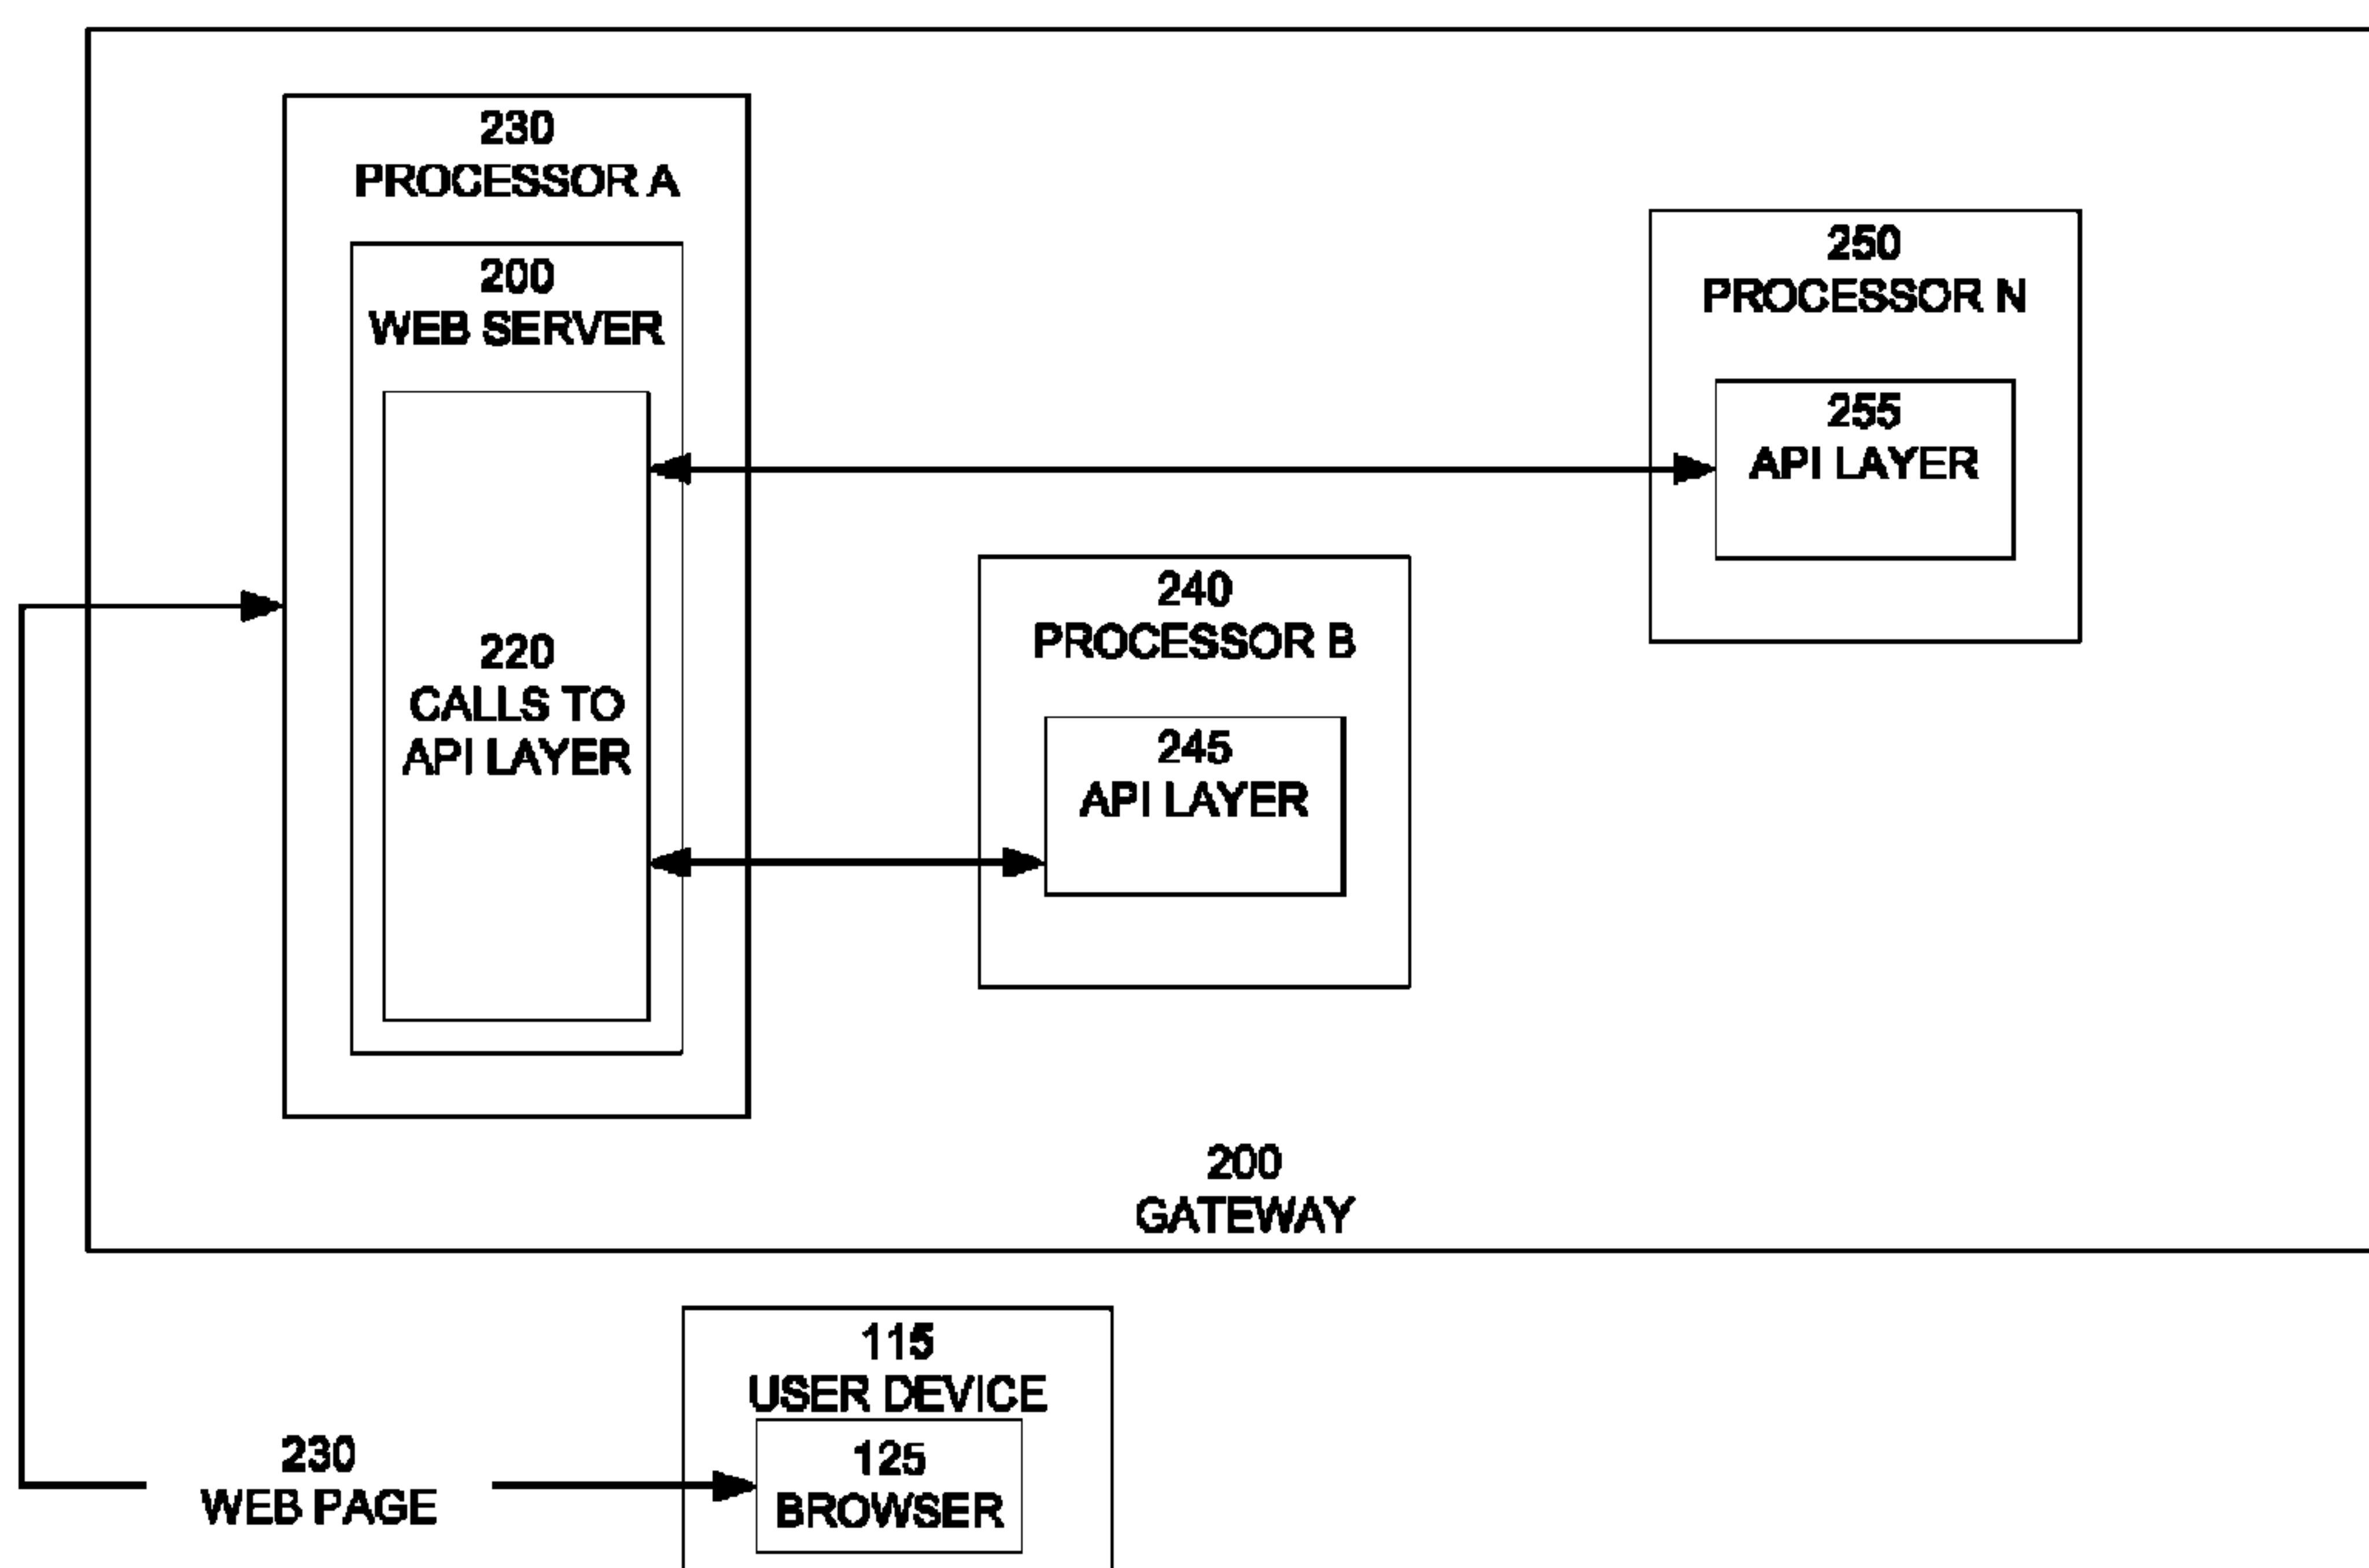 230
PROCESSOR A
200
WEB SERVER
220
CALLS TO
API LAYER
250
PROCESSOR N
255
API LAYER
240
PROCESSOR B
245
API LAYER
200
GATEWAY
115
USER DEVICE
125
BROWSER
230
WEB PAGE